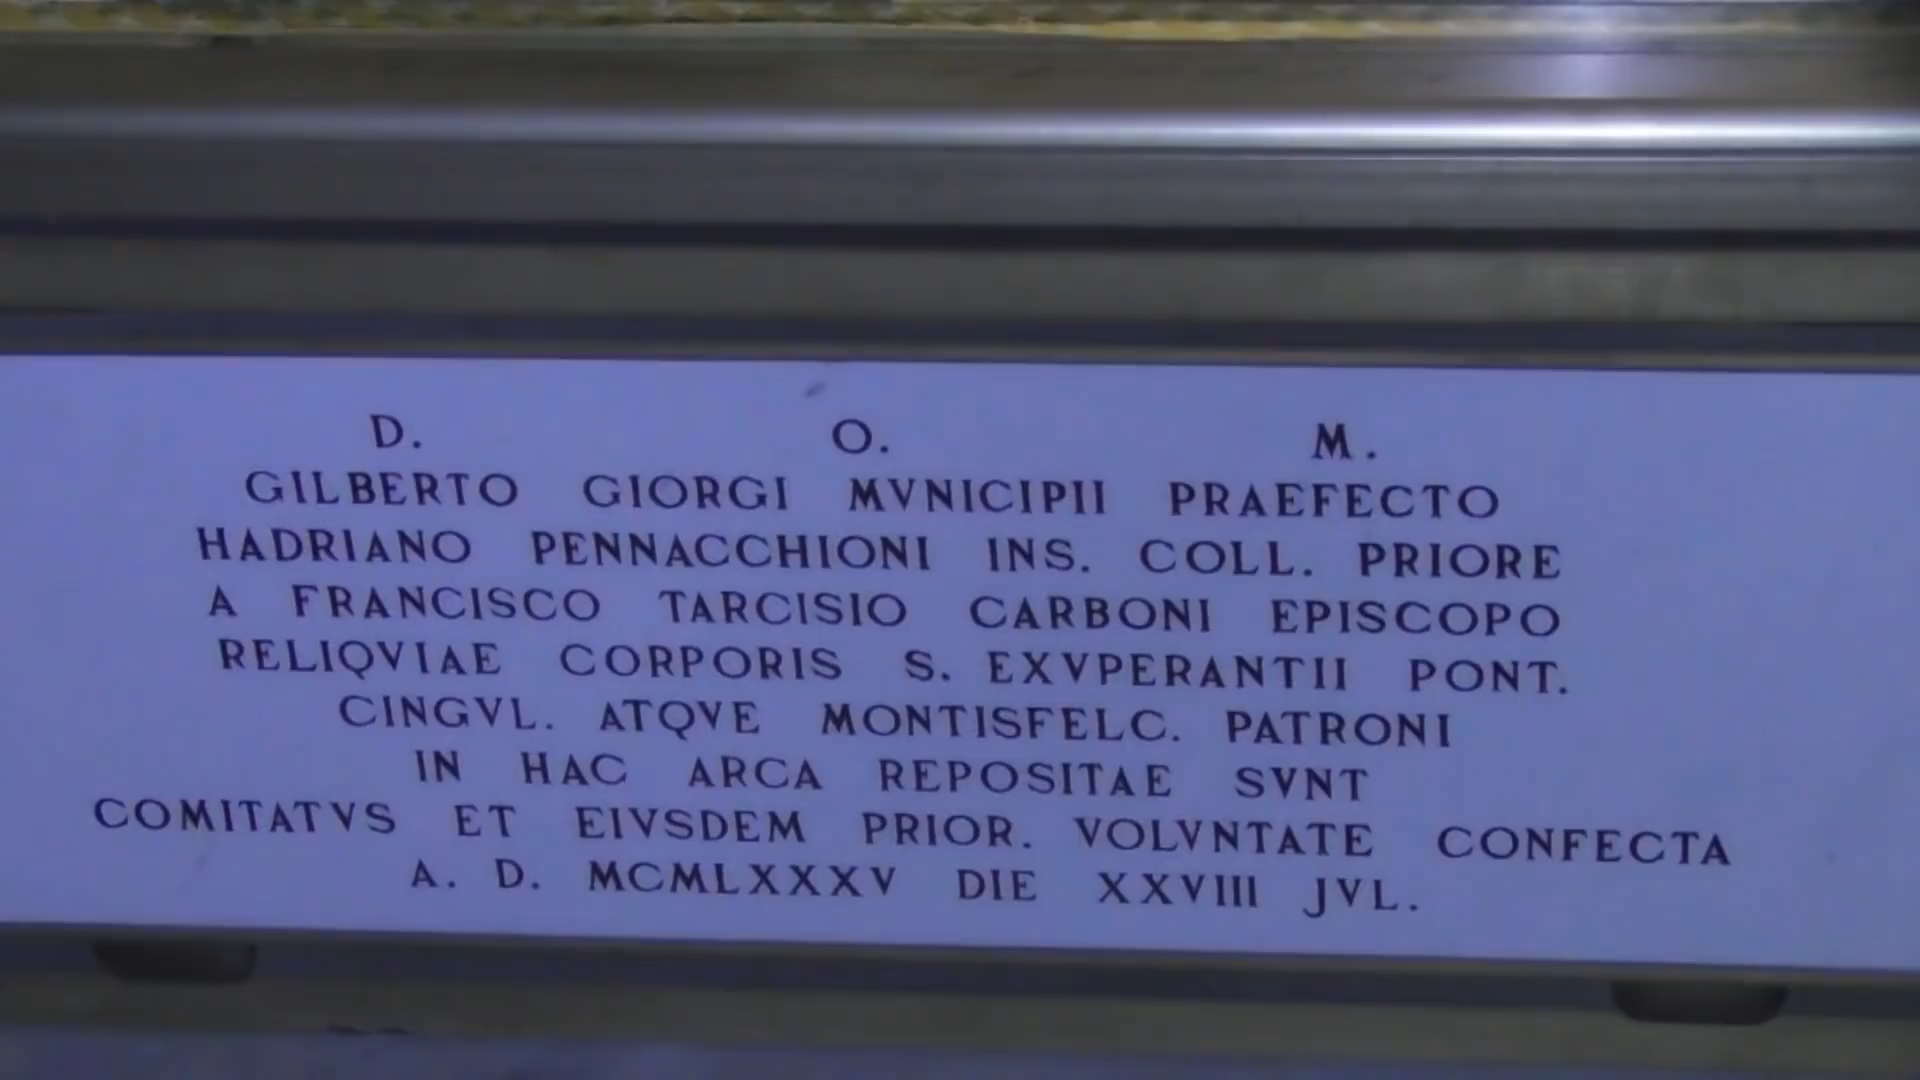 D. O. M.
GILBERTO GIORGI MVNICIPII PRAEFECTO
HADRIANO PENNACCHIONI INS. COLL. PRIORE
A FRANCISCO TARCISIO CARBONI EPISCOPO
RELIQVIAE CORPORIS S. EXVPERANTII PONT.
CINGVL. ATQVE MONTISFELC. PATRONI
IN HAC ARCA REPOSITAE SVNT
COMITATVS ET EIVSDEM PRIOR. VOLVNTATE CONFECTA
A. D. MCMLXXXV DIE XXVIII JVL.